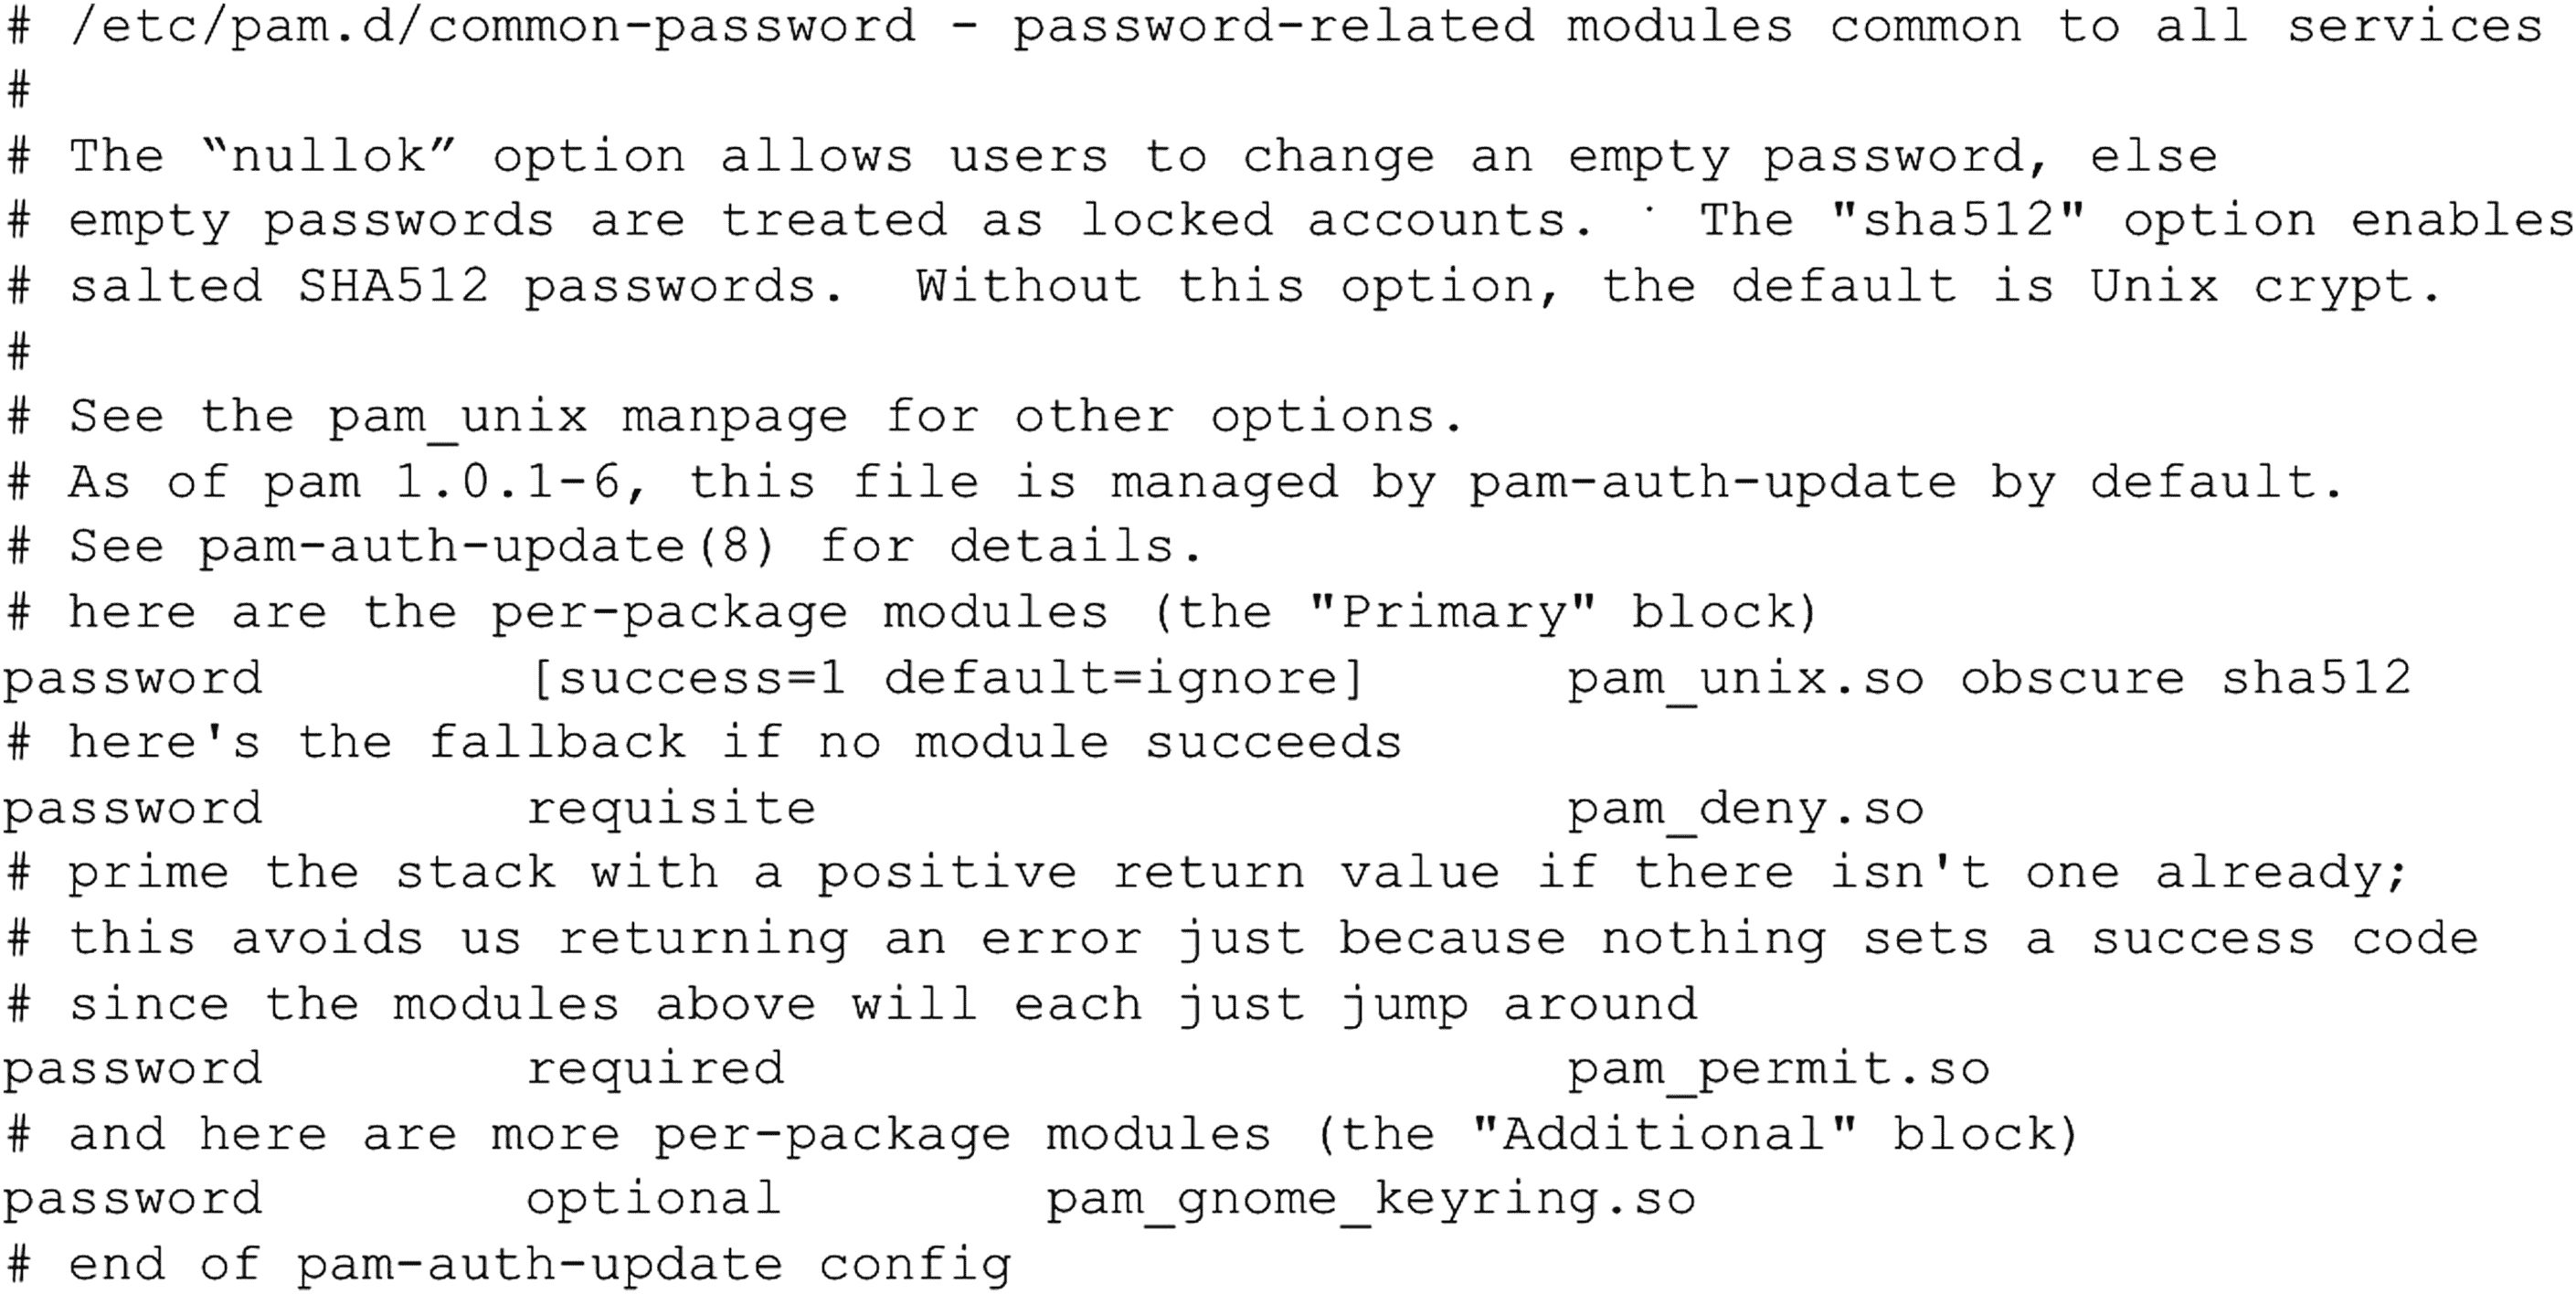 # /etc/pam.d/common-password - password-related modules common to all services
#
# The “nullok” option allows users to change an empty password, else
# empty passwords are treated as locked accounts. The "sha512" option enables
# salted SHA512 passwords.  Without this option, the default is Unix crypt.
#
# See the pam_unix manpage for other options.
# As of pam 1.0.1-6, this file is managed by pam-auth-update by default.
# See pam-auth-update(8) for details.
# here are the per-package modules (the "Primary" block)
password        [success=1 default=ignore]      pam_unix.so obscure sha512
# here's the fallback if no module succeeds
password        requisite                       pam_deny.so
# prime the stack with a positive return value if there isn't one already;
# this avoids us returning an error just because nothing sets a success code
# since the modules above will each just jump around
password        required                        pam_permit.so
# and here are more per-package modules (the "Additional" block)
password        optional        pam_gnome_keyring.so
# end of pam-auth-update config